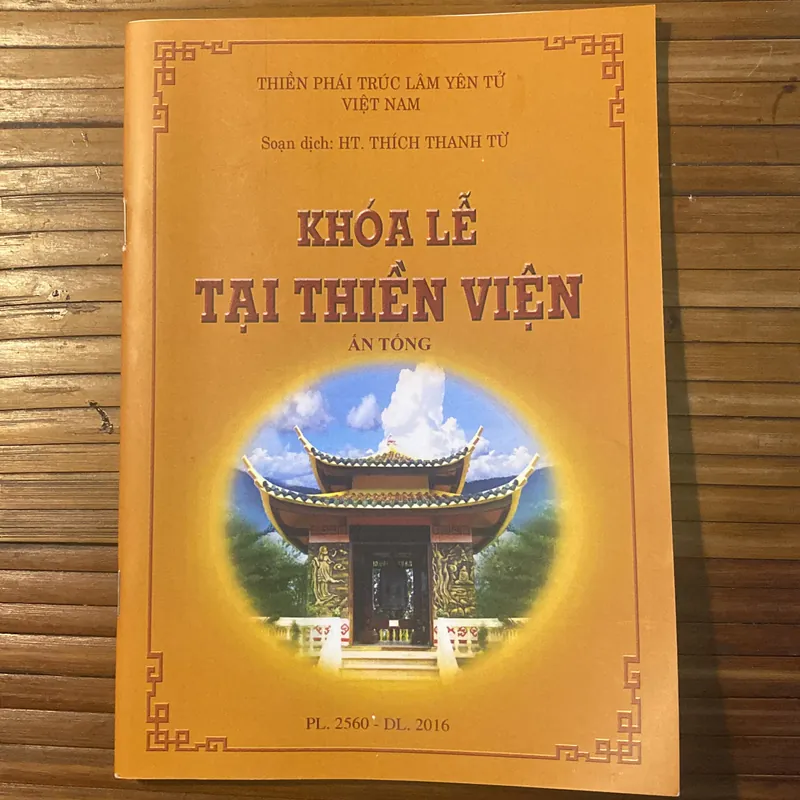 THIỀN PHÁI TRÚC LÂM YÊN TỬ
VIỆT NAM
Soạn dịch: HT. THÍCH THANH TỪ
KHÓA LỄ
TẠI THIỀN VIỆN
ẤN TỐNG
PL. 2560 - DL. 2016